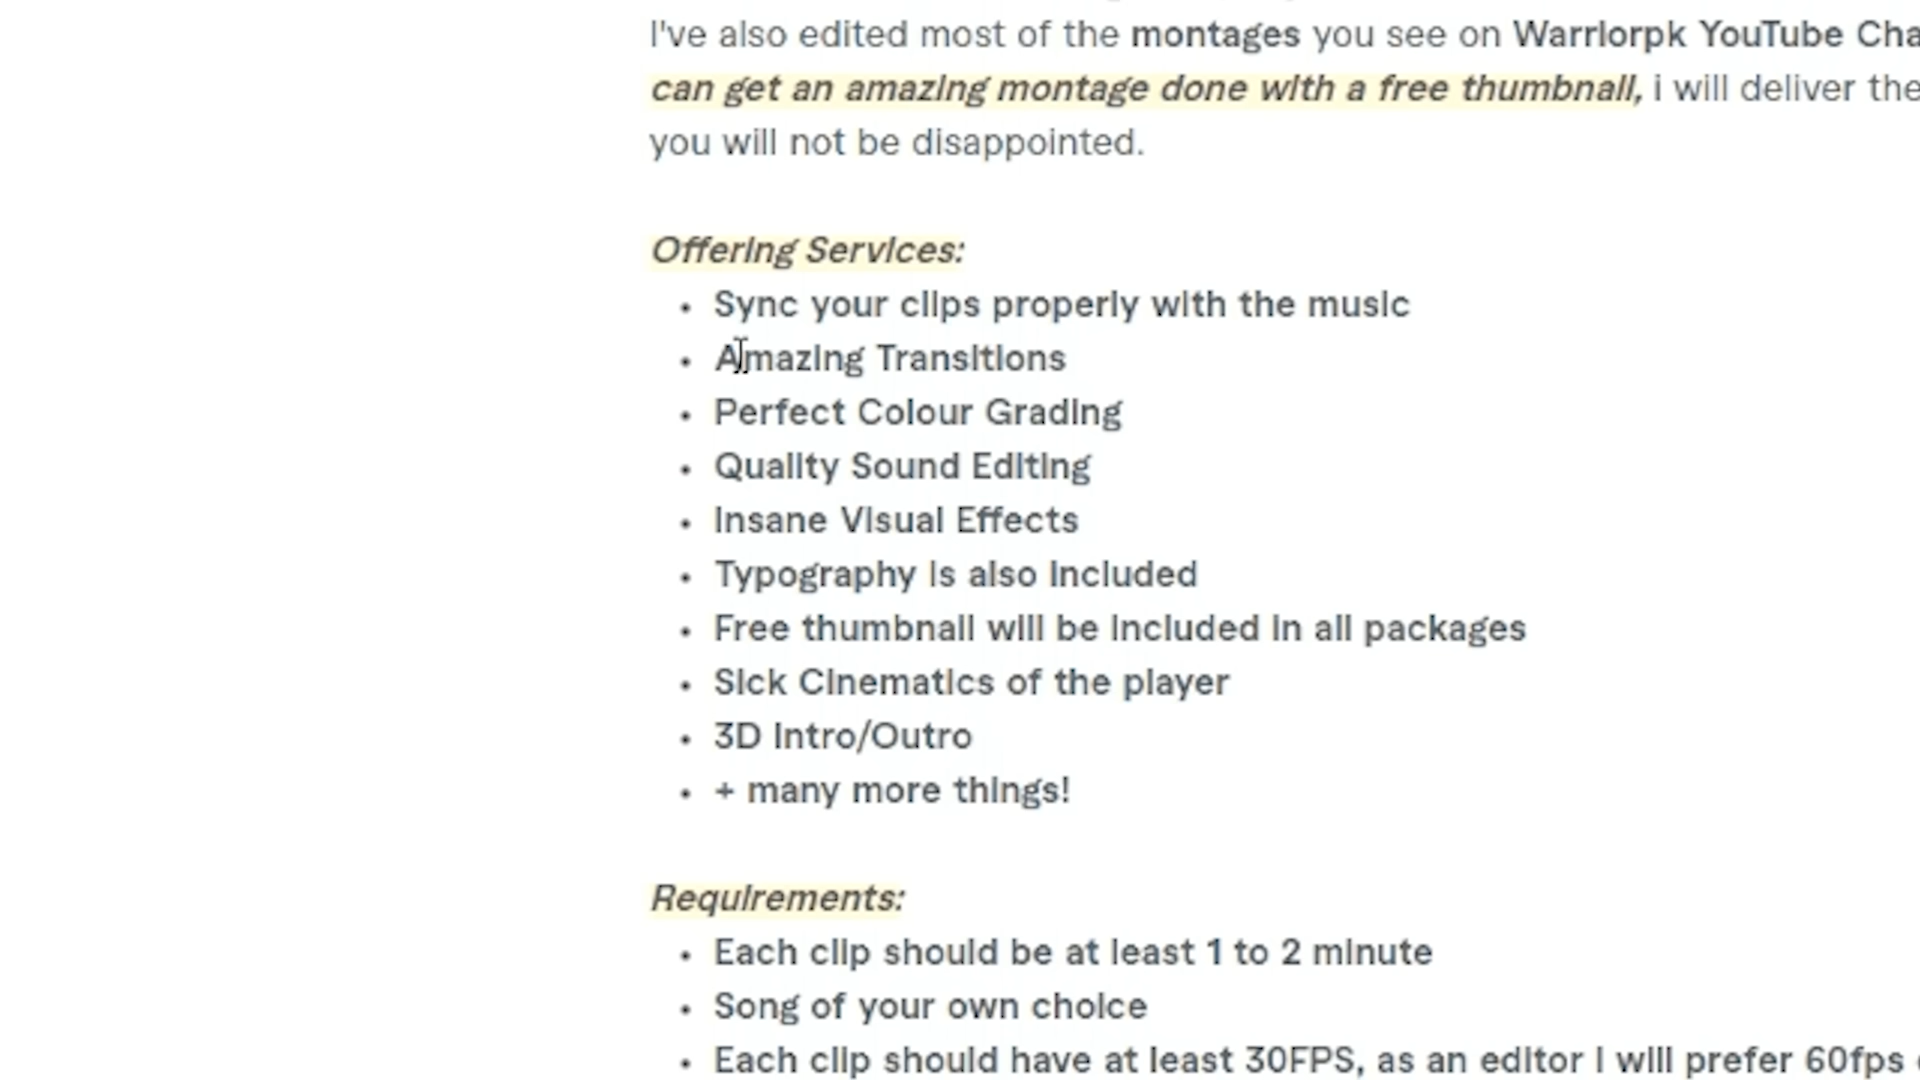 I've also edited most of the montages you see on Warriorpk YouTube
can get an amazing montage done with a free thumbnail, i will deliver the
you will not be disappointed.
Offering Services:
• Sync your clips properly with the music
• Amazing Transitions
• Perfect Colour Grading
• Quality Sound Editing
• Insane Visual Effects
• Typography is also included
• Free thumbnail will be included in all packages
• Sick Cinematics of the player
• 3D Intro/Outro
• + many more things!
Requirements:
• Each clip should be at least 1 to 2 minute
• Song of your own choice
• Each clip should have at least 30FPS, as an editor I will prefer 60fps